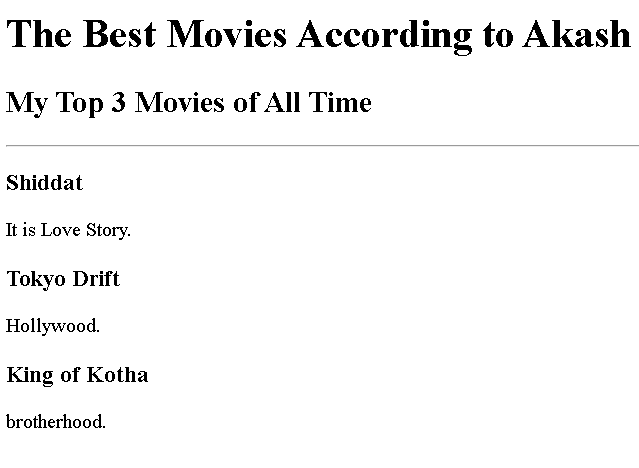 The Best Movies According to Akash
My Top 3 Movies of All Time
Shiddat
It is Love Story.
Tokyo Drift
Hollywood.
King of Kotha
brotherhood.